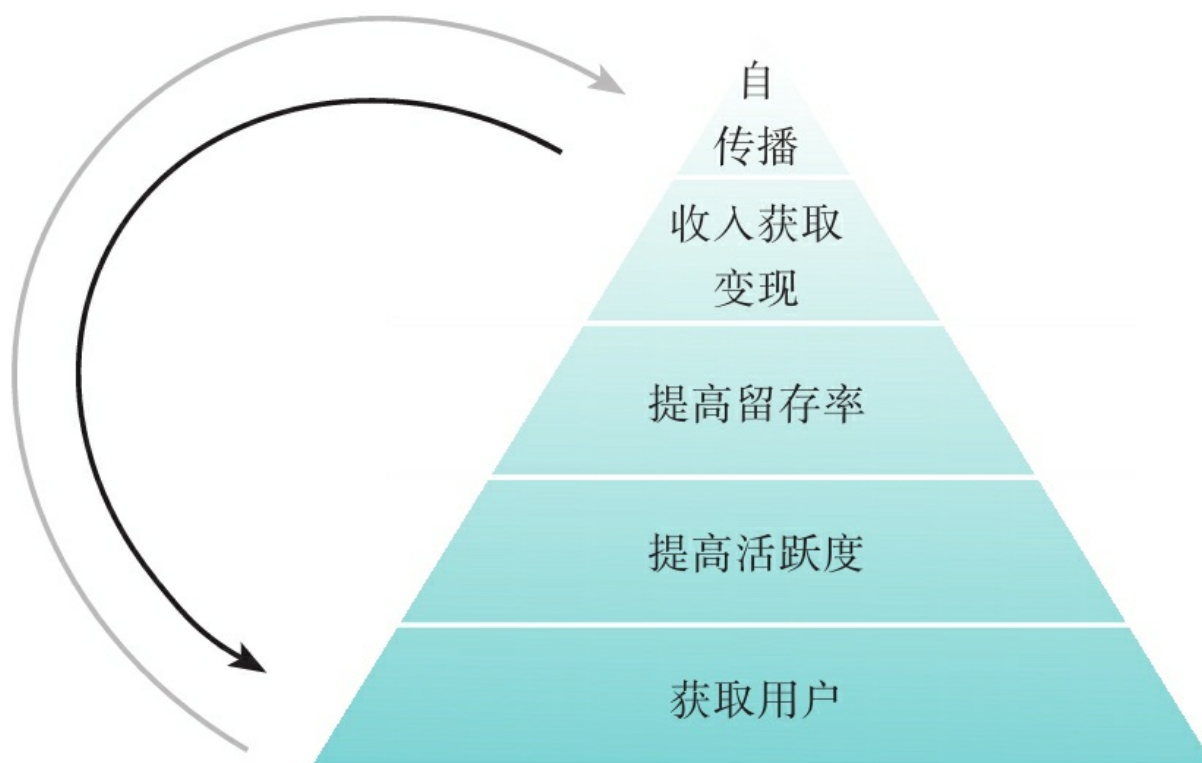 自
传播
收入获取
变现
提高留存率
提高活跃度
获取用户